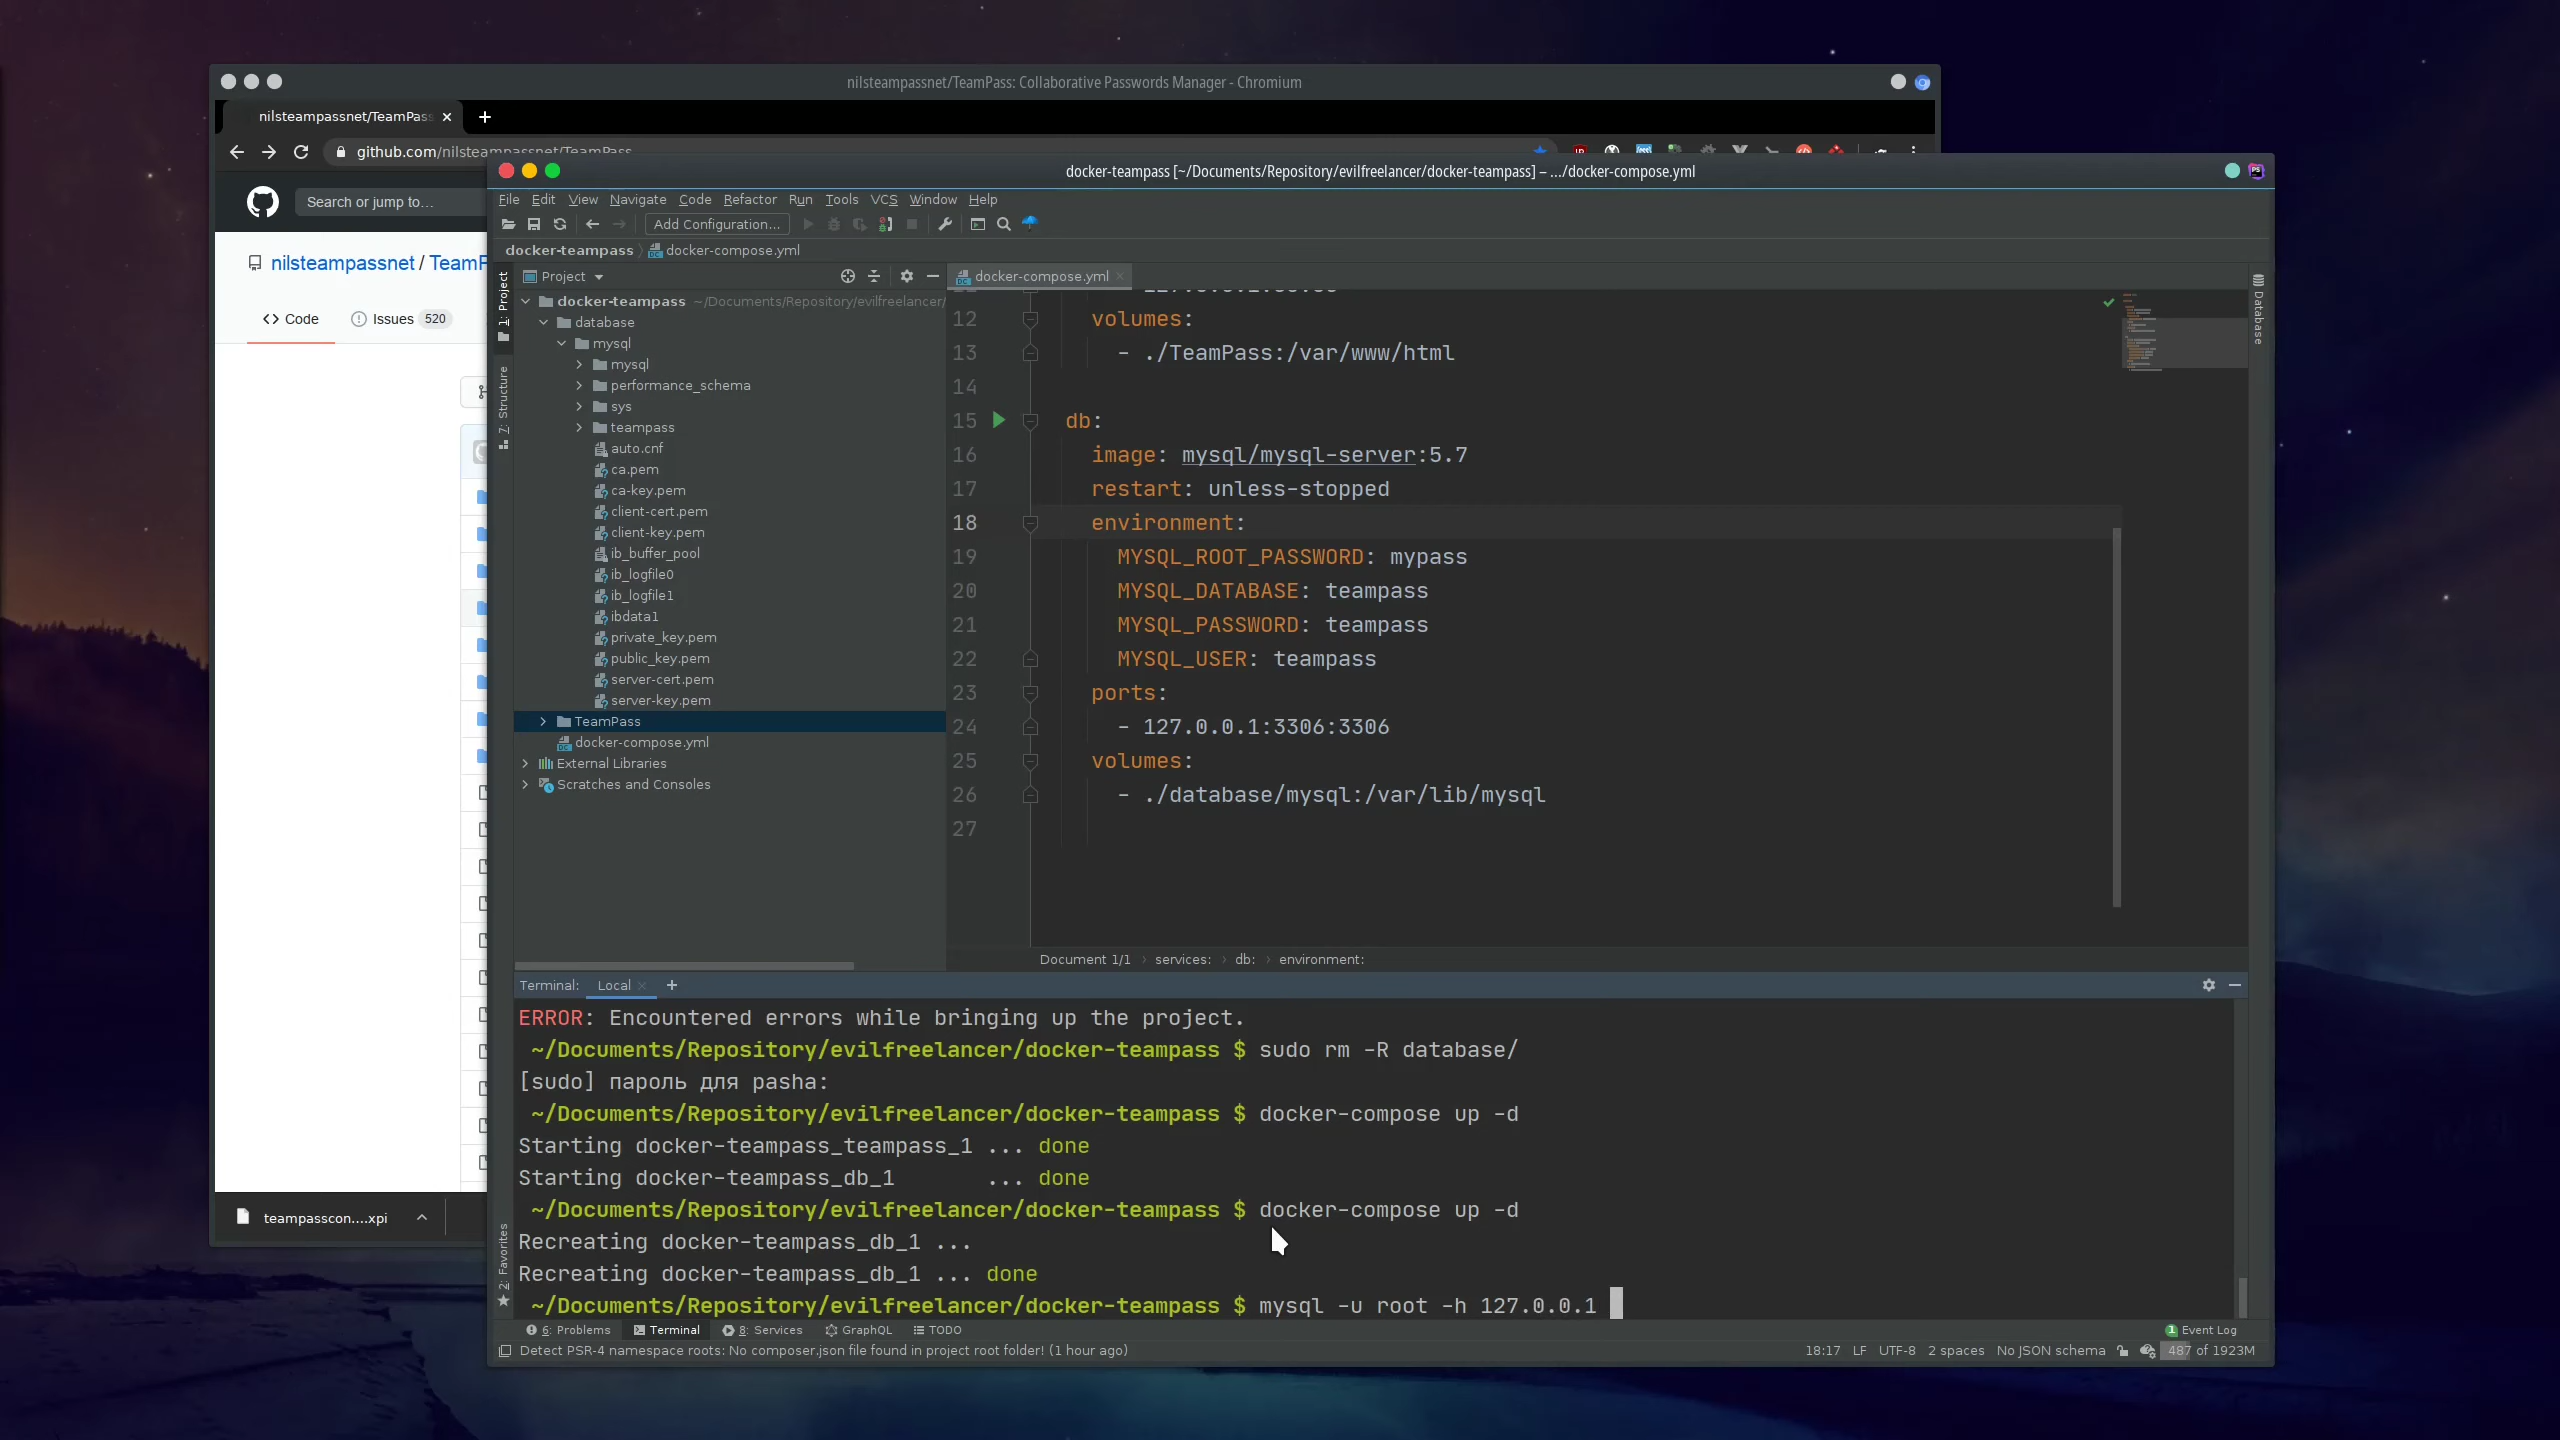 nilsteampassnet/TeamPass: Collaborative Passwords Manager - Chromium
nilsteampassnet/TeamPass
github.com/nilsteampassnet/TeamPass
Search or jump to…
nilsteampassnet / TeamP
Code
Issues 520
teampasscon....xpi
docker-teampass [~/Documents/Repository/evilfreelancer/docker-teampass] – .../docker-compose.yml
File Edit View Navigate Code Refactor Run Tools VCS Window Help
Add Configuration...
docker-teampass docker-compose.yml
1: Project
7: Structure
2: Favorites
Database
Project
docker-teampass ~/Documents/Repository/evilfreelancer/
database
mysql
mysql
performance_schema
sys
teampass
auto.cnf
ca.pem
ca-key.pem
client-cert.pem
client-key.pem
ib_buffer_pool
ib_logfile0
ib_logfile1
ibdata1
private_key.pem
public_key.pem
server-cert.pem
server-key.pem
TeamPass
docker-compose.yml
External Libraries
Scratches and Consoles
docker-compose.yml
12 volumes:
13 - ./TeamPass:/var/www/html
14
15 db:
16 image: mysql/mysql-server:5.7
17 restart: unless-stopped
18 environment:
19 MYSQL_ROOT_PASSWORD: mypass
20 MYSQL_DATABASE: teampass
21 MYSQL_PASSWORD: teampass
22 MYSQL_USER: teampass
23 ports:
24 - 127.0.0.1:3306:3306
25 volumes:
26 - ./database/mysql:/var/lib/mysql
27
Document 1/1 › services: › db: › environment:
Terminal: Local
ERROR: Encountered errors while bringing up the project.
~/Documents/Repository/evilfreelancer/docker-teampass $ sudo rm -R database/
[sudo] пароль для pasha:
~/Documents/Repository/evilfreelancer/docker-teampass $ docker-compose up -d
Starting docker-teampass_teampass_1 ... done
Starting docker-teampass_db_1 ... done
~/Documents/Repository/evilfreelancer/docker-teampass $ docker-compose up -d
Recreating docker-teampass_db_1 ...
Recreating docker-teampass_db_1 ... done
~/Documents/Repository/evilfreelancer/docker-teampass $ mysql -u root -h 127.0.0.1
6: Problems Terminal 8: Services GraphQL TODO 1 Event Log
Detect PSR-4 namespace roots: No composer.json file found in project root folder! (1 hour ago) 18:17 LF UTF-8 2 spaces No JSON schema 487 of 1923M